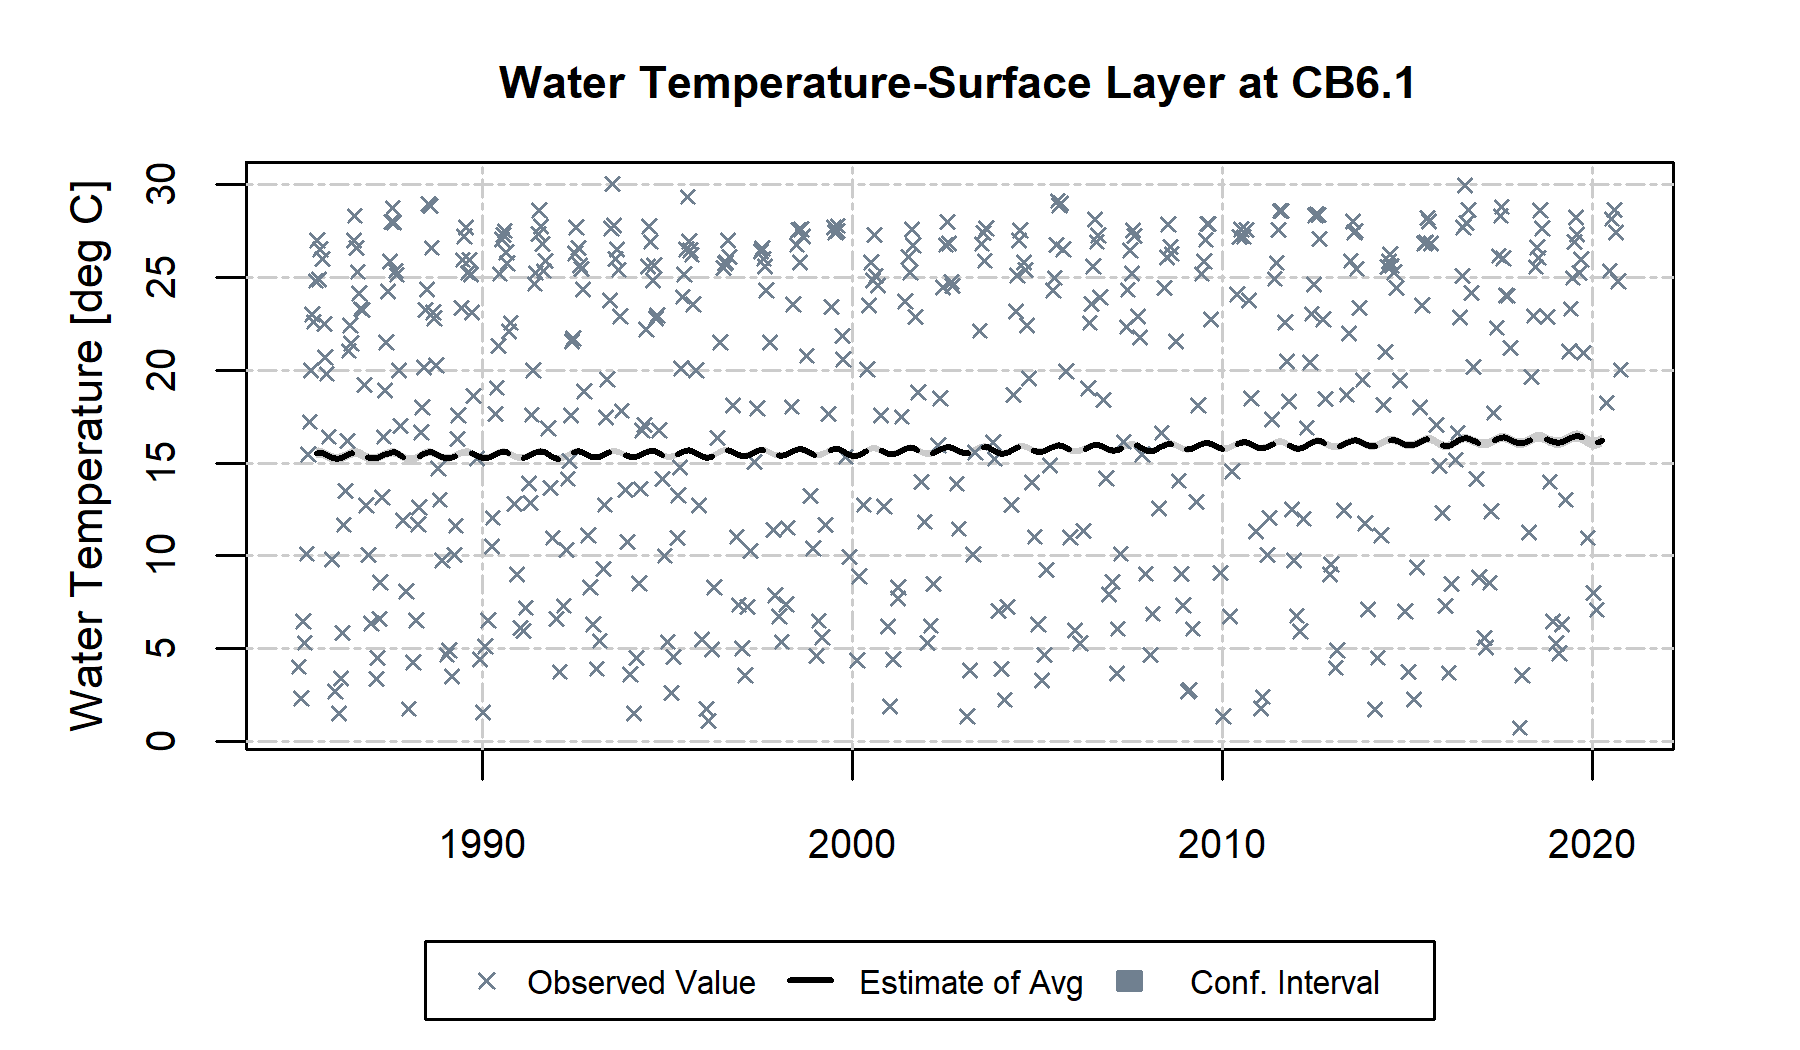 Water Temperature-Surface Layer at CB6.1
Water Temperature [deg C]
30
25
20
15
10
5
0
1990 2000 2010 2020
Observed Value Estimate of Avg Conf. Interval